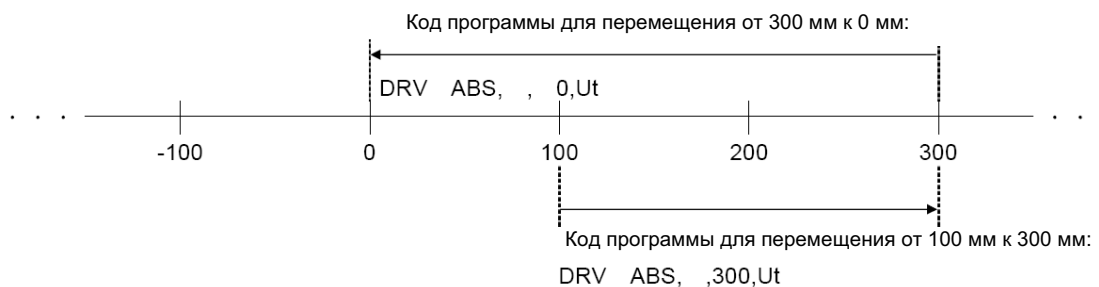 Код программы для перемещения от 300 мм к 0 мм:
DRV ABS, , 0,Ut
. . . -100 0 100 200 300 . .
Код программы для перемещения от 100 мм к 300 мм:
DRV ABS, ,300,Ut